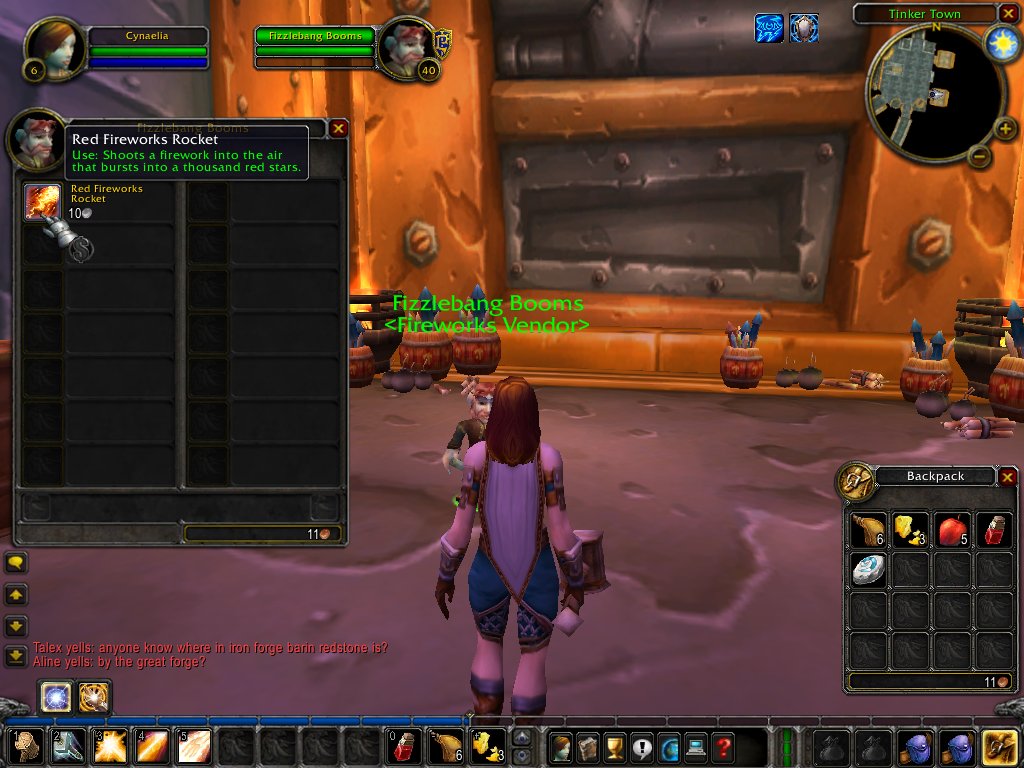 Cynaelia
6
Fizzlebang Booms
40
Tinker Town
N
Fizzlebang Booms
Red Fireworks Rocket
Use: Shoots a firework into the air
that bursts into a thousand red stars.
Red Fireworks
Rocket
10
Fizzlebang Booms
<Fireworks Vendor>
11
Backpack
6
3
5
11
Talex yells: anyone know where in iron forge barin redstone is?
Aline yells: by the great forge?
1
2
3
4
5
0
6
3